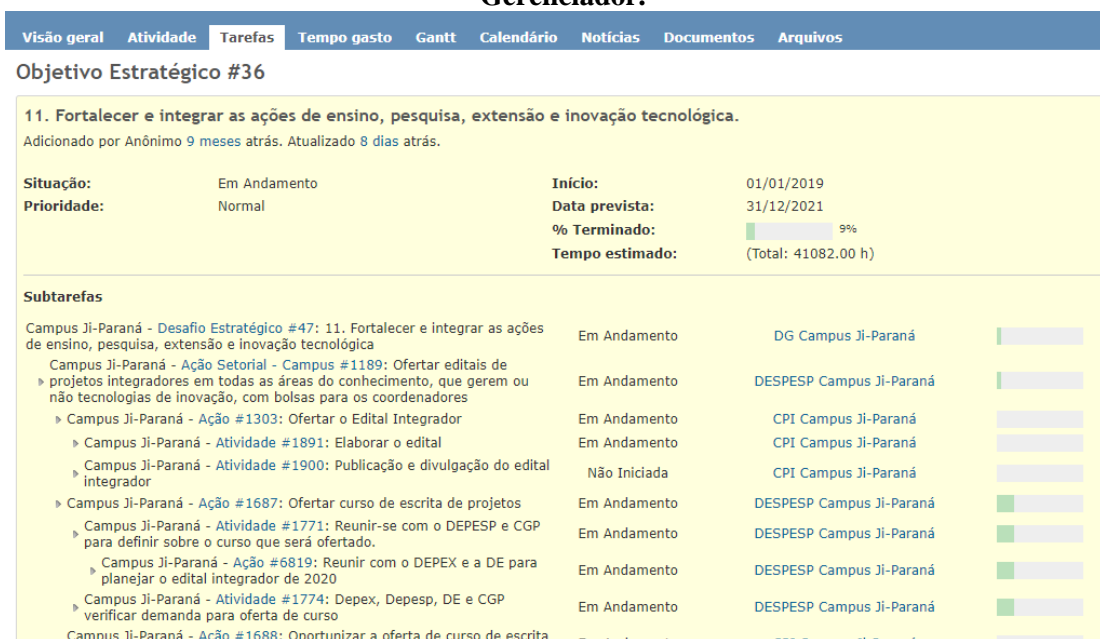 Gerenciador.
Visão geral Atividade Tarefas Tempo gasto Gantt Calendário Notícias Documentos Arquivos
Objetivo Estratégico #36
11. Fortalecer e integrar as ações de ensino, pesquisa, extensão e inovação tecnológica.
Adicionado por Anônimo 9 meses atrás. Atualizado 8 dias atrás.
Situação: Em Andamento Início: 01/01/2019
Prioridade: Normal Data prevista: 31/12/2021
% Terminado: 9%
Tempo estimado: (Total: 41082.00 h)
Subtarefas
Campus Ji-Paraná - Desafio Estratégico #47: 11. Fortalecer e integrar as ações
de ensino, pesquisa, extensão e inovação tecnológica
Em Andamento DG Campus Ji-Paraná
Campus Ji-Paraná - Ação Setorial - Campus #1189: Ofertar editais de
projetos integradores em todas as áreas do conhecimento, que gerem ou
não tecnologias de inovação, com bolsas para os coordenadores
Em Andamento DESPESP Campus Ji-Paraná
Campus Ji-Paraná - Ação #1303: Ofertar o Edital Integrador Em Andamento CPI Campus Ji-Paraná
Campus Ji-Paraná - Atividade #1891: Elaborar o edital Em Andamento CPI Campus Ji-Paraná
Campus Ji-Paraná - Atividade #1900: Publicação e divulgação do edital
integrador
Não Iniciada CPI Campus Ji-Paraná
Campus Ji-Paraná - Ação #1687: Ofertar curso de escrita de projetos Em Andamento DESPESP Campus Ji-Paraná
Campus Ji-Paraná - Atividade #1771: Reunir-se com o DEPESP e CGP
para definir sobre o curso que será ofertado.
Em Andamento DESPESP Campus Ji-Paraná
Campus Ji-Paraná - Ação #6819: Reunir com o DEPEX e a DE para
planejar o edital integrador de 2020
Em Andamento DESPESP Campus Ji-Paraná
Campus Ji-Paraná - Atividade #1774: Depex, Depesp, DE e CGP
verificar demanda para oferta de curso
Em Andamento DESPESP Campus Ji-Paraná
Campus Ji-Paraná - Ação #1688: Oportunizar a oferta de curso de escrita